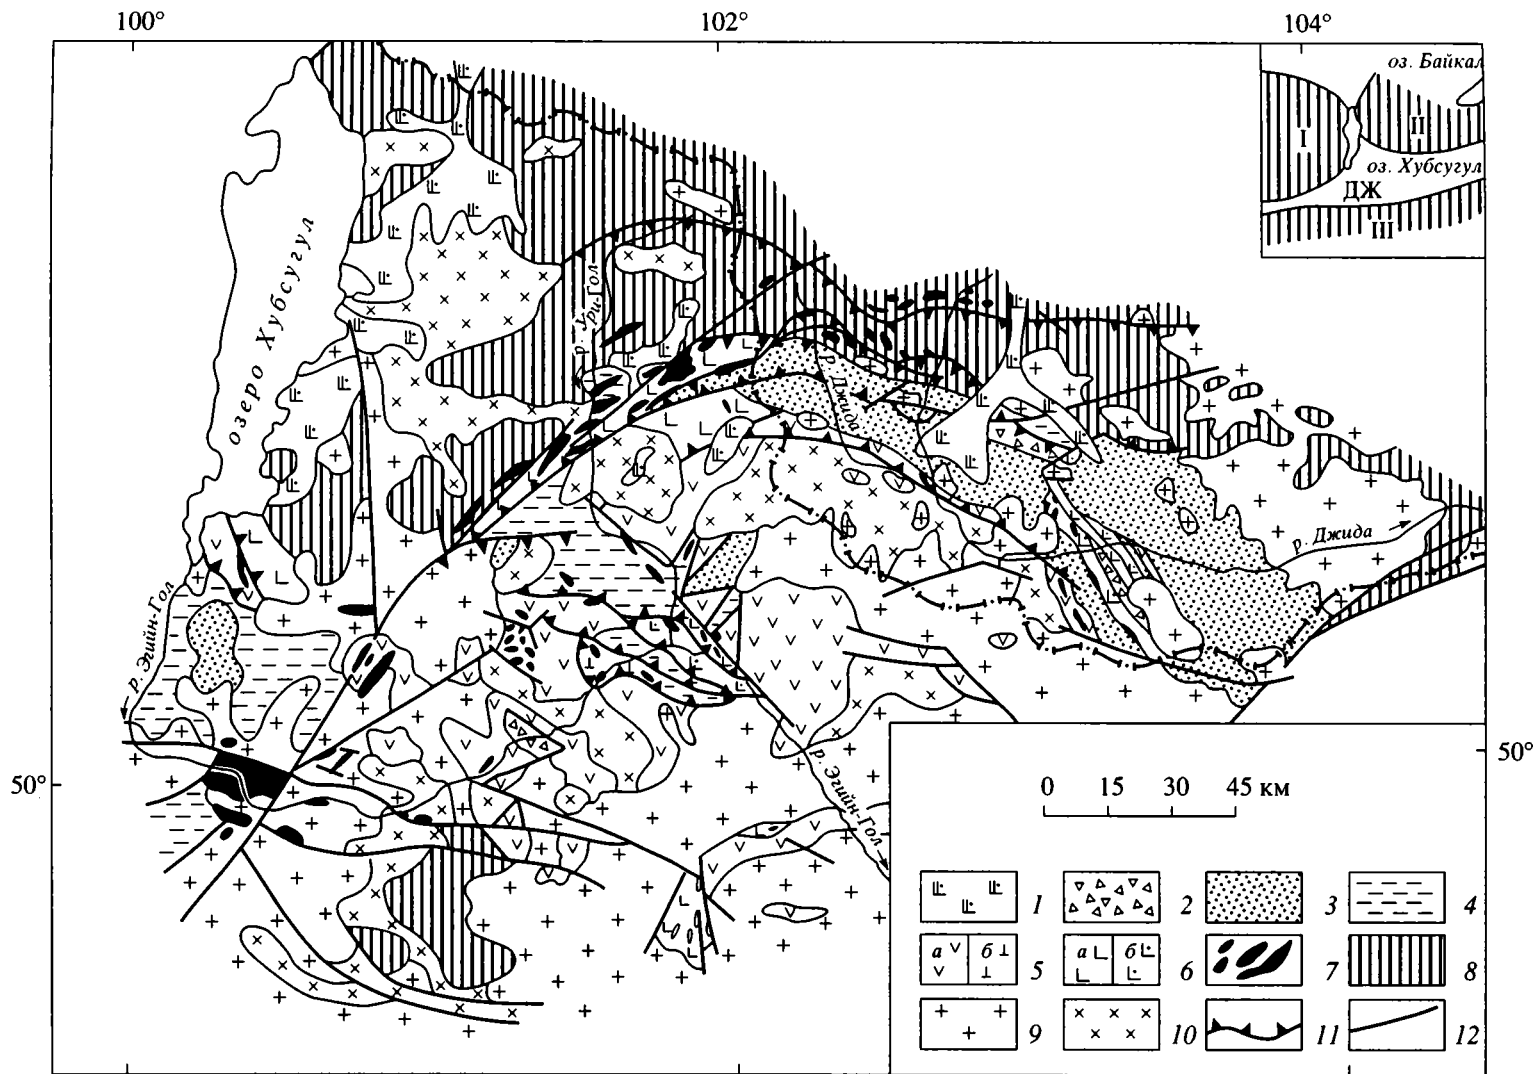 100°
102°
104°
оз. Байкал
I
II
оз. Хубсугул
ДЖ
III
озеро Хубсугул
р. Ури-Гол
р. Джида
р. Джида
р. Эгийн-Гол
I
50°
50°
р. Эгийн-Гол
0 15 30 45 км
1 2 3 4
а б 5 а б 6 7 8
9 10 11 12